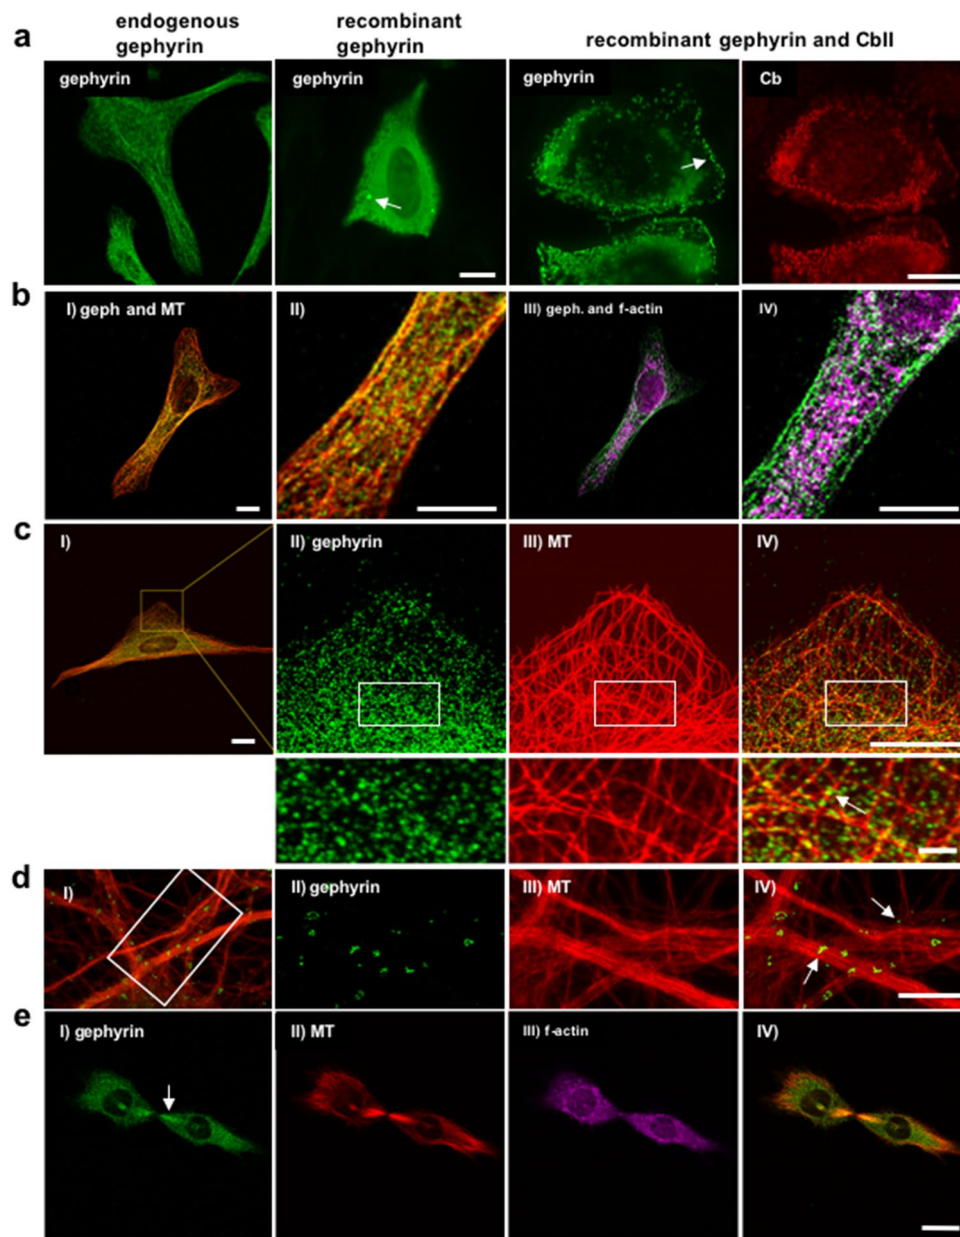 endogenous
gephyrin
recombinant
gephyrin
recombinant gephyrin and CbII
a
gephyrin
gephyrin
gephyrin
Cb
b
I) geph and MT
II)
III) geph. and f-actin
IV)
c
I)
II) gephyrin
III) MT
IV)
d
I)
II) gephyrin
III) MT
IV)
e
I) gephyrin
II) MT
III) f-actin
IV)